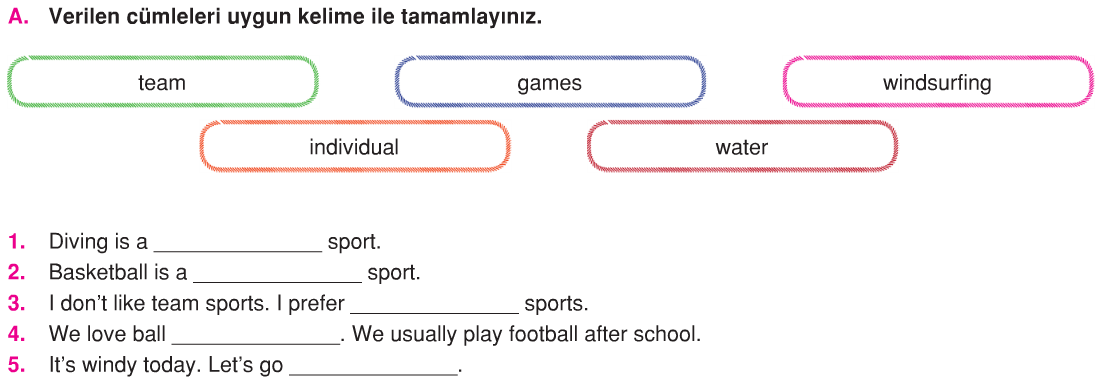 A. Verilen cümleleri uygun kelime ile tamamlayınız.
team games windsurfing
individual water
1. Diving is a _______________ sport.
2. Basketball is a _______________ sport.
3. I don't like team sports. I prefer _______________ sports.
4. We love ball _______________. We usually play football after school.
5. It's windy today. Let's go _______________.